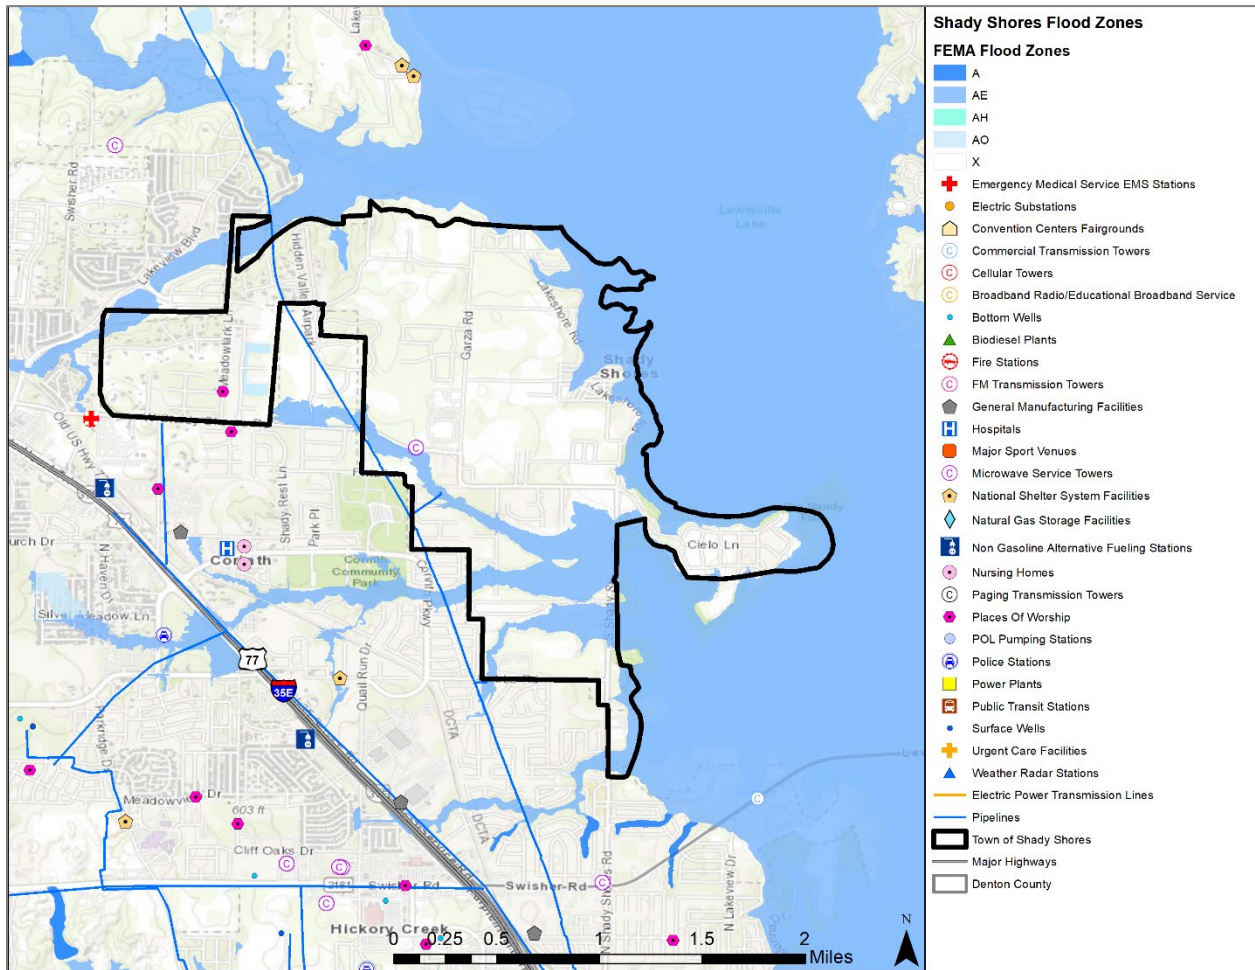 Shady Shores Flood Zones
FEMA Flood Zones
A
AE
AH
AO
X
Emergency Medical Service EMS Stations
Electric Substations
Convention Centers Fairgrounds
Commercial Transmission Towers
Cellular Towers
Broadband Radio/Educational Broadband Service
Bottom Wells
Biodiesel Plants
Fire Stations
FM Transmission Towers
General Manufacturing Facilities
Hospitals
Major Sport Venues
Microwave Service Towers
National Shelter System Facilities
Natural Gas Storage Facilities
Non Gasoline Alternative Fueling Stations
Nursing Homes
Paging Transmission Towers
Places Of Worship
POL Pumping Stations
Police Stations
Power Plants
Public Transit Stations
Surface Wells
Urgent Care Facilities
Weather Radar Stations
Electric Power Transmission Lines
Pipelines
Town of Shady Shores
Major Highways
Denton County
Swisher Rd
Lakeview Blvd
Lewisville
Lake
Hidden Valley Airpark
Meadowlark
Garza Rd
Lakeshore Rd
Shady
Shores
Old US Hwy 77
Shady Rest Ln
Park Pl
Church Dr
N Haven Dr
Corinth
Corinth
Community
Park
Corinth Pkwy
Cielo Ln
Silver Meadow Ln
77
35E
Quail Run Dr
DCTA
Parkridge D
Meadowview Dr
603 ft
Cliff Oaks Dr
DCTA
2181
Swisher Rd
Swisher Rd
N Shady Shores Rd
N Lakeview Dr
Hickory Creek
N
0 0.25 0.5 1 1.5 2
Miles